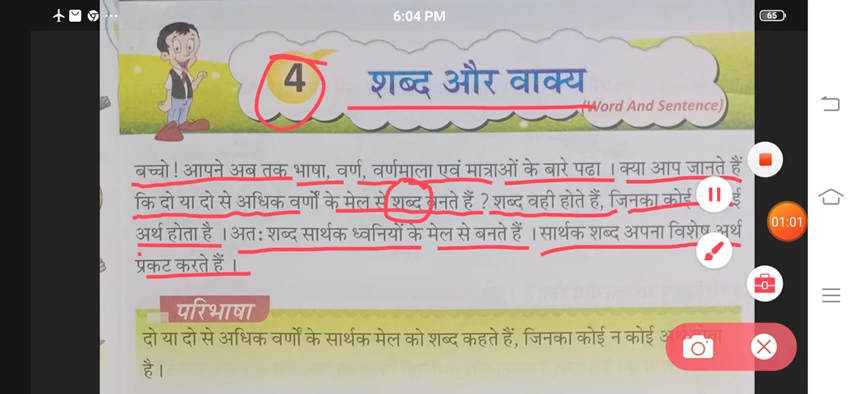 6:04 PM
65
4
शब्द और वाक्य
(Word And Sentence)
बच्चो! आपने अब तक भाषा, वर्ण, वर्णमाला एवं मात्राओं के बारे पढा । क्या आप जानते हैं
कि दो या दो से अधिक वर्णों के मेल से शब्द बनते हैं ? शब्द वही होते हैं, जिनका कोई
अर्थ होता है । अत: शब्द सार्थक ध्वनियों के मेल से बनते हैं । सार्थक शब्द अपना विशेष अर्थ
प्रकट करते हैं ।
01:01
परिभाषा
दो या दो से अधिक वर्णों के सार्थक मेल को शब्द कहते हैं, जिनका कोई न कोई
है ।